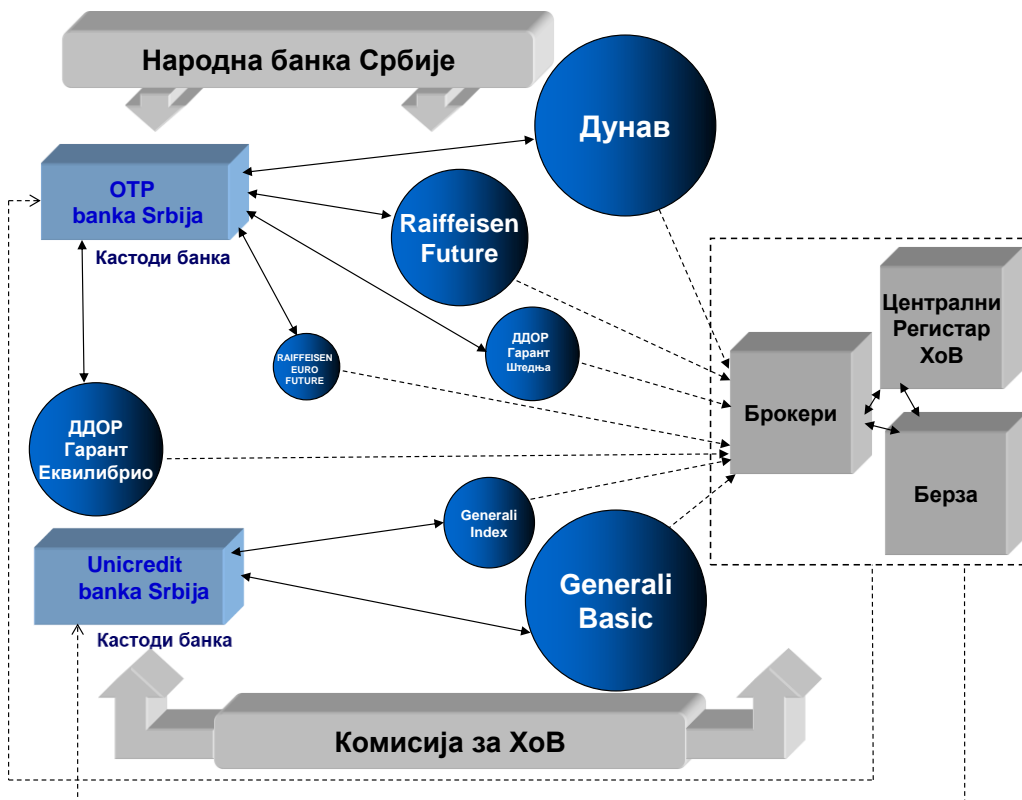 Народна банка Србије
Дунав
OTP
banka Srbija
Кастоди банка
Raiffeisen
Future
Централни
Регистар
ХоВ
RAIFFEISEN
EURO
FUTURE
ДДОР
Гарант
Штедња
Брокери
ДДОР
Гарант
Еквилибрио
Берза
Generali
Index
Unicredit
banka Srbija
Кастоди банка
Generali
Basic
Комисија за ХоВ